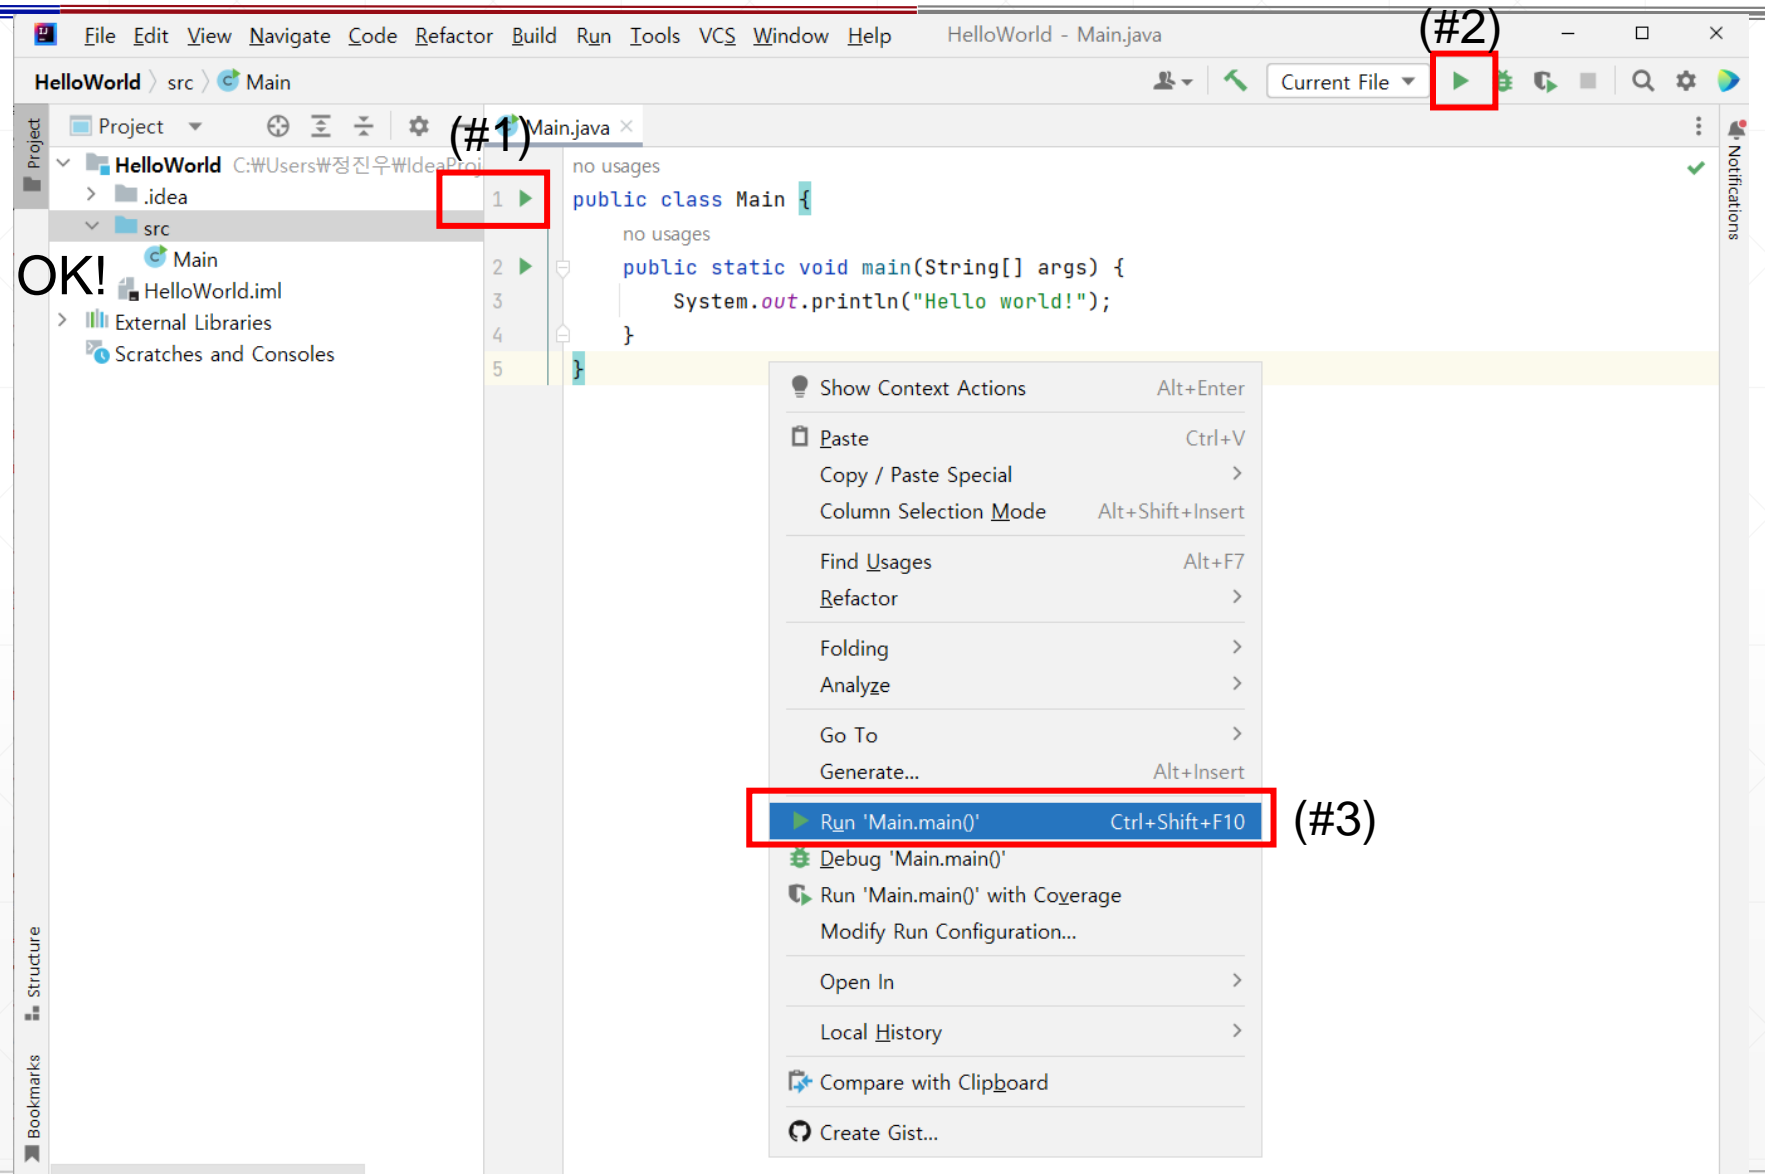 (#2)
File Edit View Navigate Code Refactor Build Run Tools VCS Window Help HelloWorld - Main.java
HelloWorld src Main
Current File
Project
Project
(#1)
Main.java
HelloWorld C:₩Users₩정진우₩IdeaProj
.idea
src
Main
OK!
HelloWorld.iml
External Libraries
Scratches and Consoles
no usages
1 public class Main {
no usages
2 public static void main(String[] args) {
3 System.out.println("Hello world!");
4 }
5 }
Show Context Actions Alt+Enter
Paste Ctrl+V
Copy / Paste Special
Column Selection Mode Alt+Shift+Insert
Find Usages Alt+F7
Refactor
Folding
Analyze
Go To
Generate... Alt+Insert
Run 'Main.main()' Ctrl+Shift+F10
(#3)
Debug 'Main.main()'
Run 'Main.main()' with Coverage
Modify Run Configuration...
Open In
Local History
Compare with Clipboard
Create Gist...
Structure
Bookmarks
Notifications